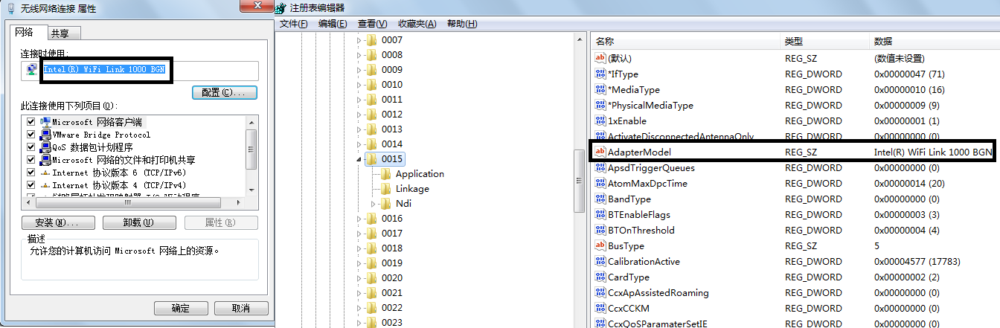 无线网络连接 属性
网络
共享
连接时使用:
Intel(R) WiFi Link 1000 BGN
配置(C)...
此连接使用下列项目(O):
Microsoft 网络客户端
VMware Bridge Protocol
QoS 数据包计划程序
Microsoft 网络的文件和打印机共享
Internet 协议版本 6 (TCP/IPv6)
Internet 协议版本 4 (TCP/IPv4)
安装(N)...
卸载(U)
属性(R)
描述
允许您的计算机访问 Microsoft 网络上的资源。
确定
取消
注册表编辑器
文件(F) 编辑(E) 查看(V) 收藏夹(A) 帮助(H)
0007
0008
0009
0010
0011
0012
0013
0014
0015
Application
Linkage
Ndi
0016
0017
0018
0019
0020
0021
0022
0023
名称 类型 数据
(默认) REG_SZ (数值未设置)
*IfType REG_DWORD 0x00000047 (71)
*MediaType REG_DWORD 0x00000010 (16)
*PhysicalMediaType REG_DWORD 0x00000009 (9)
1xEnable REG_DWORD 0x00000001 (1)
ActivateDisconnectedAntennaOnly REG_DWORD 0x00000000 (0)
AdapterModel REG_SZ Intel(R) WiFi Link 1000 BGN
ApsdTriggerQueues REG_DWORD 0x00000000 (0)
AtomMaxDpcTime REG_DWORD 0x00000014 (20)
BandType REG_DWORD 0x00000000 (0)
BTEnableFlags REG_DWORD 0x00000003 (3)
BTOnThreshold REG_DWORD 0x00000004 (4)
BusType REG_SZ 5
CalibrationActive REG_DWORD 0x00004577 (17783)
CardType REG_DWORD 0x00000002 (2)
CcxApAssistedRoaming REG_DWORD 0x00000000 (0)
CcxCCKM REG_DWORD 0x00000000 (0)
CcxQoSParamaterSetIE REG_DWORD 0x00000000 (0)